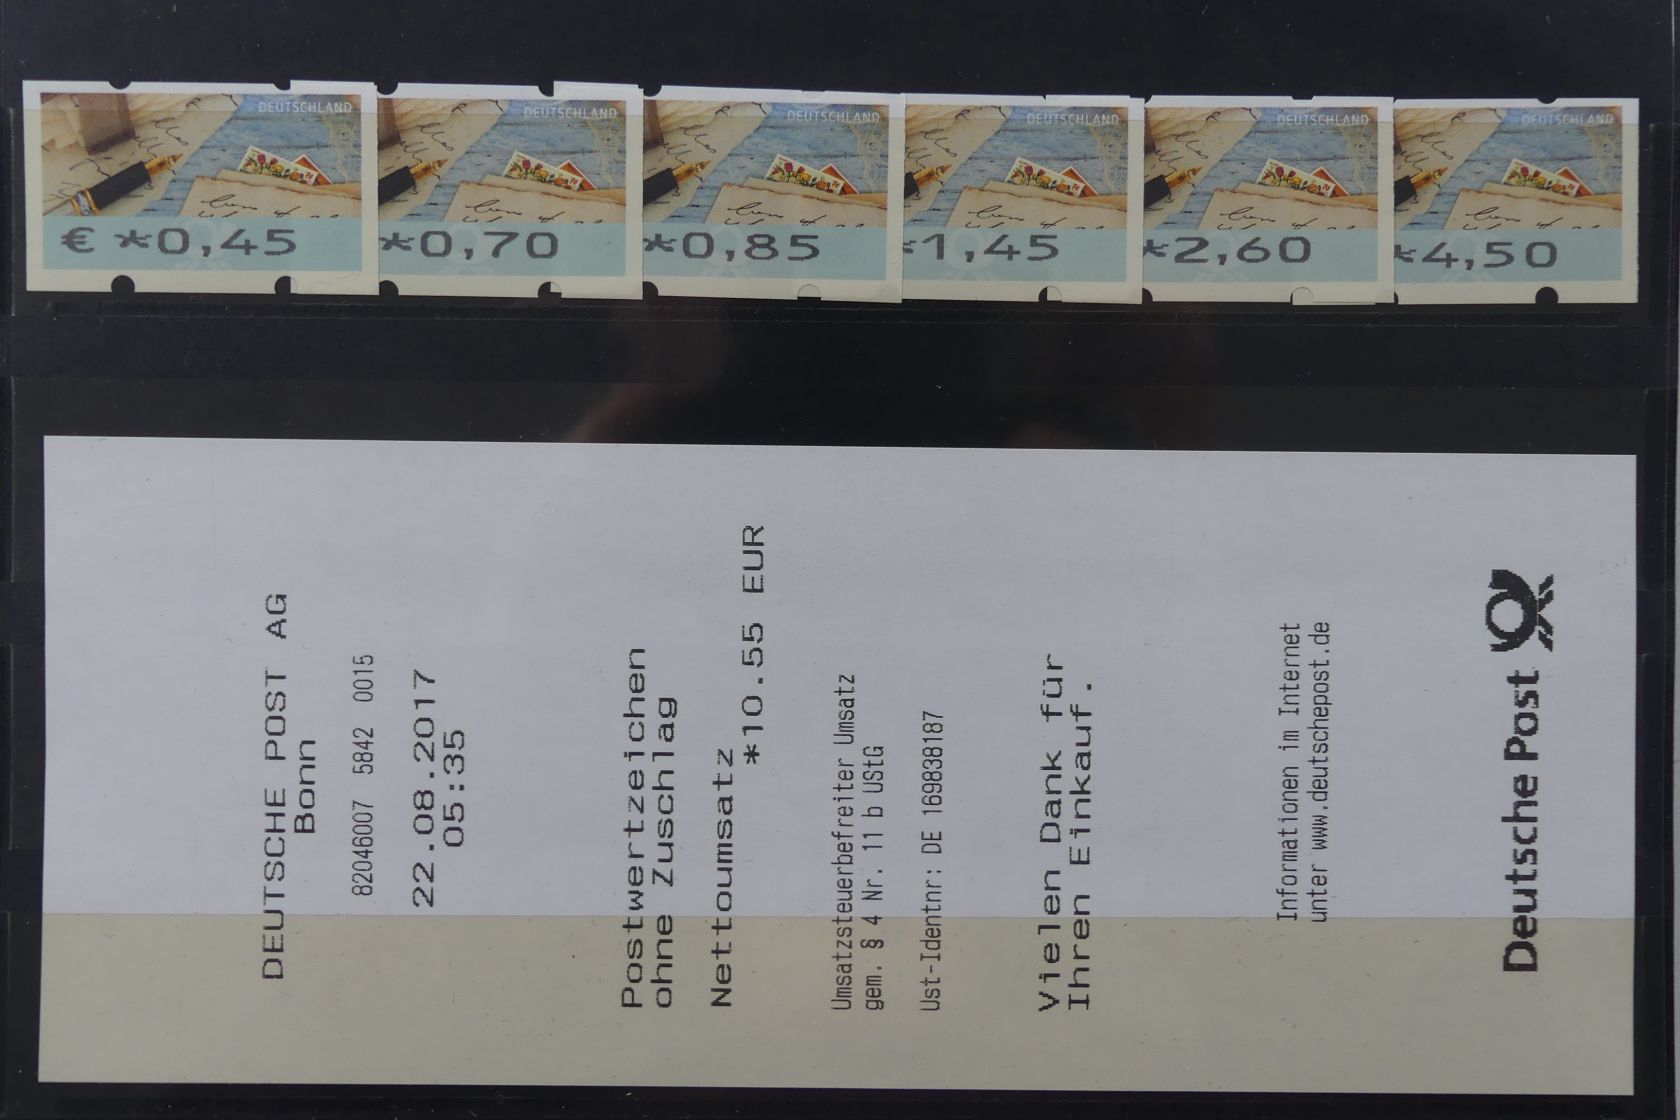 DEUTSCHLAND
€ *0,45
DEUTSCHLAND
*0,70
DEUTSCHLAND
*0,85
DEUTSCHLAND
*1,45
DEUTSCHLAND
*2,60
DEUTSCHLAND
*4,50
DEUTSCHE POST AG
Bonn
82046007 5842 0015
22.08.2017
05:35
Postwertzeichen
ohne Zuschlag
Nettoumsatz
*10.55 EUR
Umsatzsteuerbefreiter Umsatz
gem. § 4 Nr. 11 b UStG
Ust-Identnr: DE 169838187
Vielen Dank für
Ihren Einkauf.
Informationen im Internet
unter www.deutschepost.de
Deutsche Post